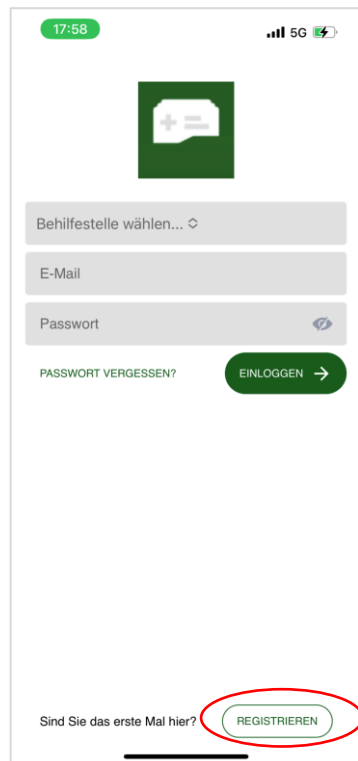 17:58 5G
Behilfestelle wählen...
E-Mail
Passwort
PASSWORT VERGESSEN? EINLOGGEN →
Sind Sie das erste Mal hier? REGISTRIEREN